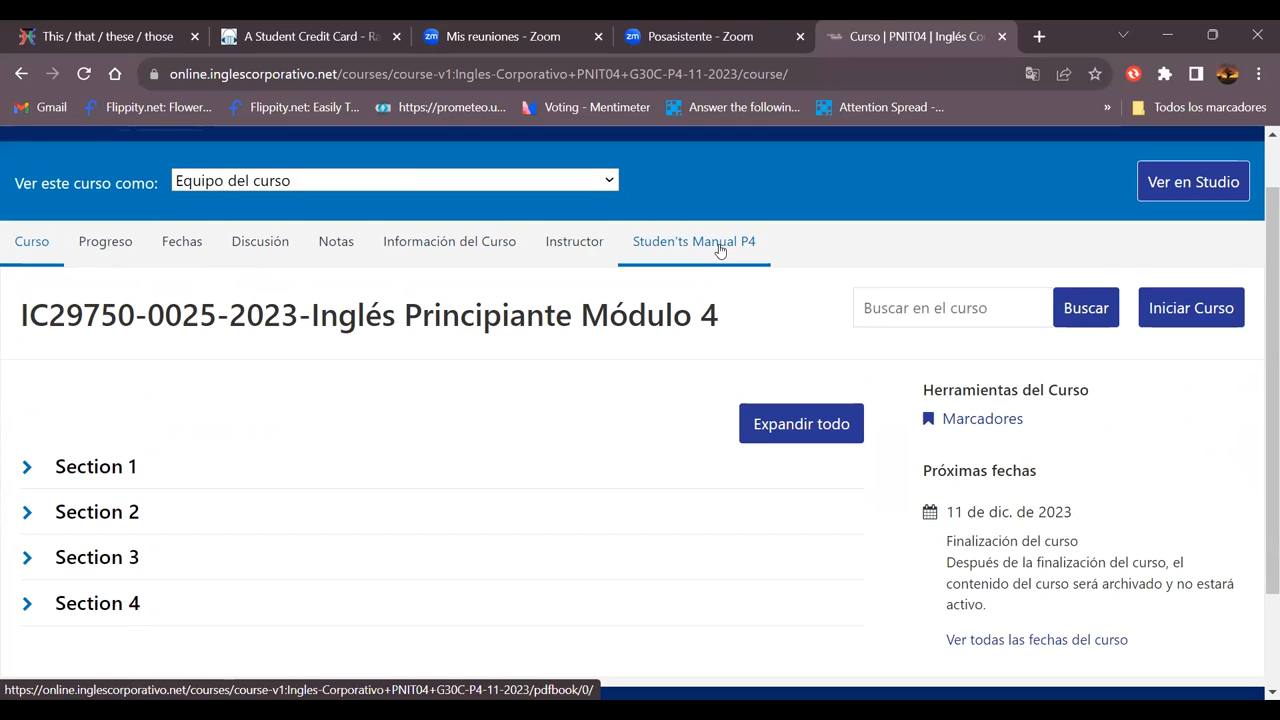 This / that / these / those
A Student Credit Card - Ra
Mis reuniones - Zoom
Posasistente - Zoom
Curso | PNIT04 | Inglés Co
online.inglescorporativo.net/courses/course-v1:Ingles-Corporativo+PNIT04+G30C-P4-11-2023/course/
Gmail
Flippity.net: Flower...
Flippity.net: Easily T...
https://prometeo.u...
Voting - Mentimeter
Answer the followin...
Attention Spread -...
»
Todos los marcadores
Ver este curso como:
Equipo del curso
Ver en Studio
Curso
Progreso
Fechas
Discusión
Notas
Información del Curso
Instructor
Studen'ts Manual P4
IC29750-0025-2023-Inglés Principiante Módulo 4
Buscar en el curso
Buscar
Iniciar Curso
Expandir todo
Section 1
Section 2
Section 3
Section 4
Herramientas del Curso
Marcadores
Próximas fechas
11 de dic. de 2023
Finalización del curso
Después de la finalización del curso, el
contenido del curso será archivado y no estará
activo.
Ver todas las fechas del curso
https://online.inglescorporativo.net/courses/course-v1:Ingles-Corporativo+PNIT04+G30C-P4-11-2023/pdfbook/0/